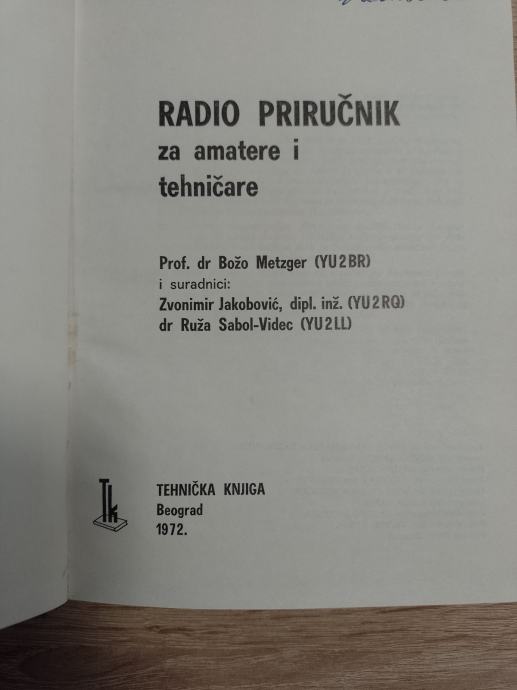 RADIO PRIRUČNIK
za amatere i
tehničare
Prof. dr Božo Metzger (YU2BR)
i suradnici:
Zvonimir Jakobović, dipl. inž. (YU2RQ)
dr Ruža Sabol-Videc (YU2LL)
Tk
TEHNIČKA KNJIGA
Beograd
1972.